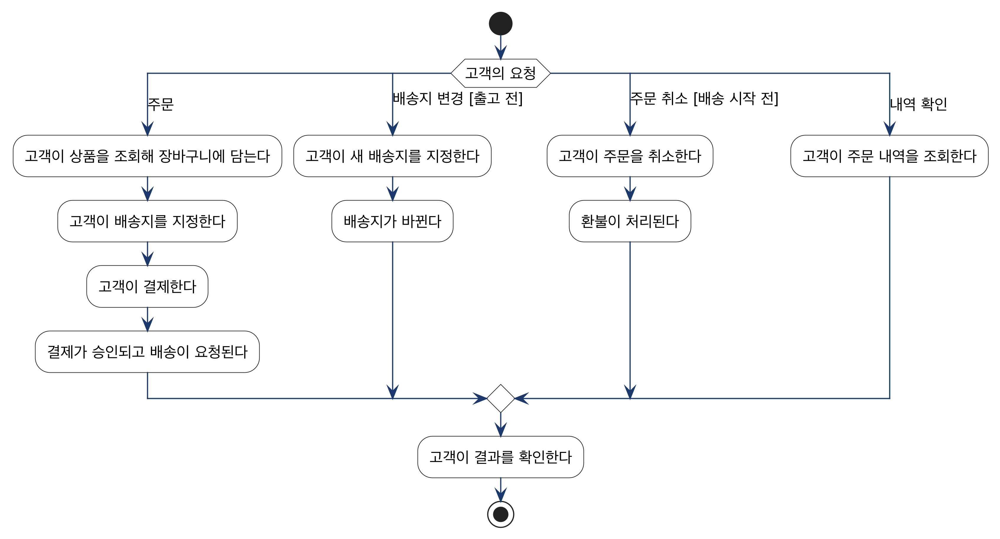 고객의 요청
주문
배송지 변경 [출고 전]
주문 취소 [배송 시작 전]
내역 확인
고객이 상품을 조회해 장바구니에 담는다
고객이 새 배송지를 지정한다
고객이 주문을 취소한다
고객이 주문 내역을 조회한다
고객이 배송지를 지정한다
배송지가 바뀐다
환불이 처리된다
고객이 결제한다
결제가 승인되고 배송이 요청된다
고객이 결과를 확인한다